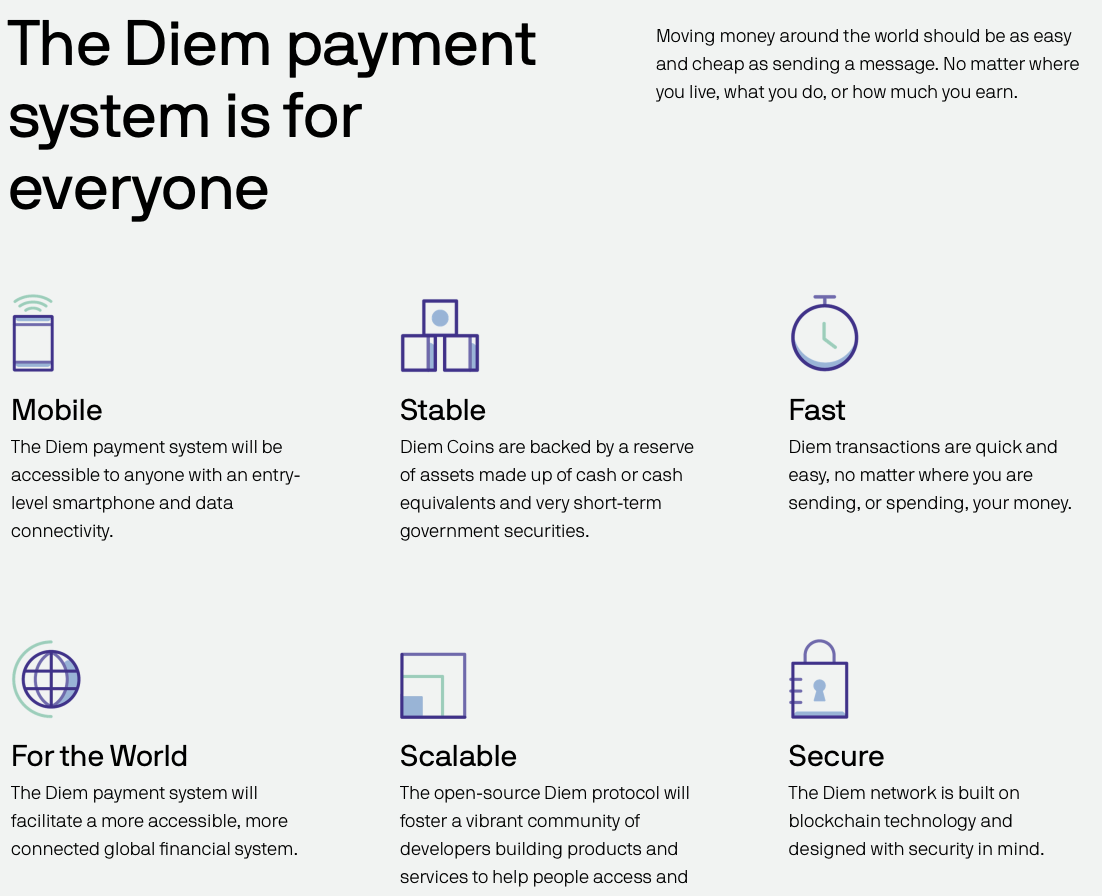 The Diem payment
system is for
everyone
Moving money around the world should be as easy
and cheap as sending a message. No matter where
you live, what you do, or how much you earn.
Mobile
The Diem payment system will be
accessible to anyone with an entry-
level smartphone and data
connectivity.
Stable
Diem Coins are backed by a reserve
of assets made up of cash or cash
equivalents and very short-term
government securities.
Fast
Diem transactions are quick and
easy, no matter where you are
sending, or spending, your money.
For the World
The Diem payment system will
facilitate a more accessible, more
connected global financial system.
Scalable
The open-source Diem protocol will
foster a vibrant community of
developers building products and
services to help people access and
Secure
The Diem network is built on
blockchain technology and
designed with security in mind.